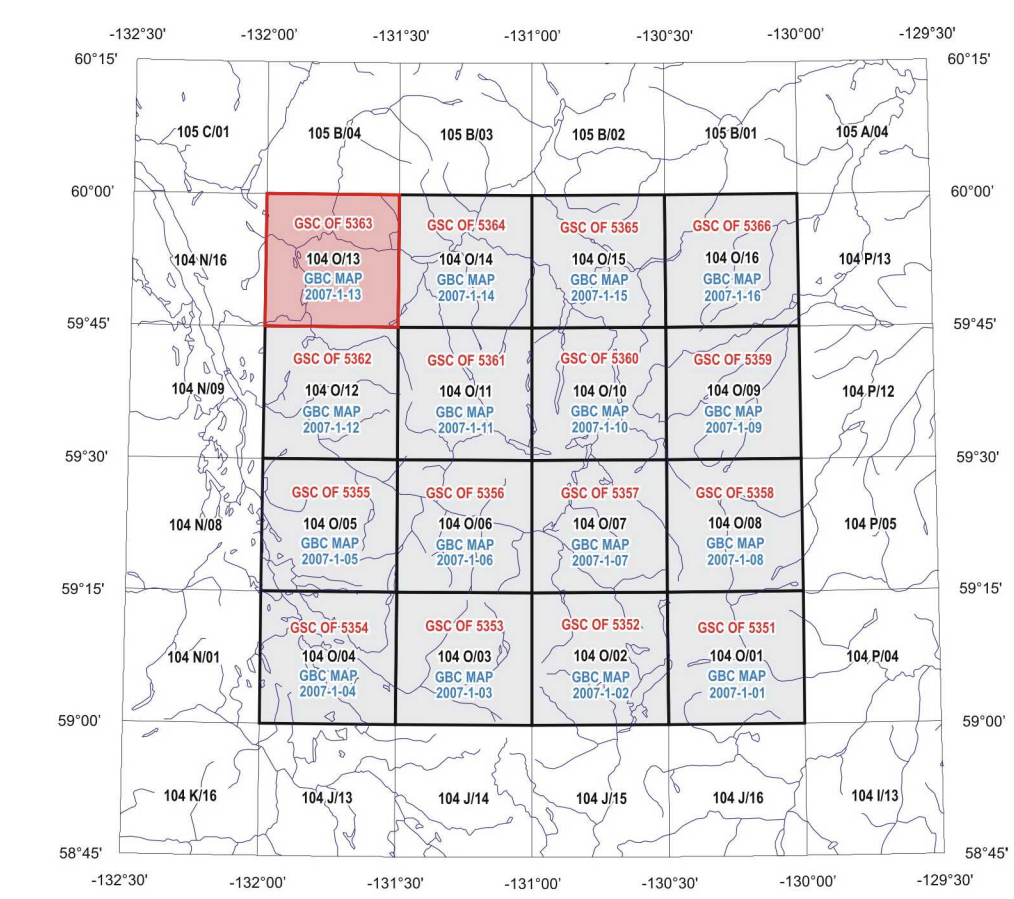 -132°30' -132°00' -131°30' -131°00' -130°30' -130°00' -129°30'
60°15' 60°15'
105 C/01 105 B/04 105 B/03 105 B/02 105 B/01 105 A/04
60°00' 60°00'
GSC OF 5363 GSC OF 5364 GSC OF 5365 GSC OF 5366
104 N/16 104 O/13 104 O/14 104 O/15 104 O/16 104 P/13
GBC MAP GBC MAP GBC MAP GBC MAP
2007-1-13 2007-1-14 2007-1-15 2007-1-16
59°45' 59°45'
GSC OF 5362 GSC OF 5361 GSC OF 5360 GSC OF 5359
104 N/09 104 O/12 104 O/11 104 O/10 104 O/09 104 P/12
GBC MAP GBC MAP GBC MAP GBC MAP
2007-1-12 2007-1-11 2007-1-10 2007-1-09
59°30' 59°30'
GSC OF 5355 GSC OF 5356 GSC OF 5357 GSC OF 5358
104 N/08 104 O/05 104 O/06 104 O/07 104 O/08 104 P/05
GBC MAP GBC MAP GBC MAP GBC MAP
2007-1-05 2007-1-06 2007-1-07 2007-1-08
59°15' 59°15'
GSC OF 5354 GSC OF 5353 GSC OF 5352 GSC OF 5351
104 N/01 104 O/04 104 O/03 104 O/02 104 O/01 104 P/04
GBC MAP GBC MAP GBC MAP GBC MAP
2007-1-04 2007-1-03 2007-1-02 2007-1-01
59°00' 59°00'
104 K/16 104 J/13 104 J/14 104 J/15 104 J/16 104 I/13
58°45' 58°45'
-132°30' -132°00' -131°30' -131°00' -130°30' -130°00' -129°30'